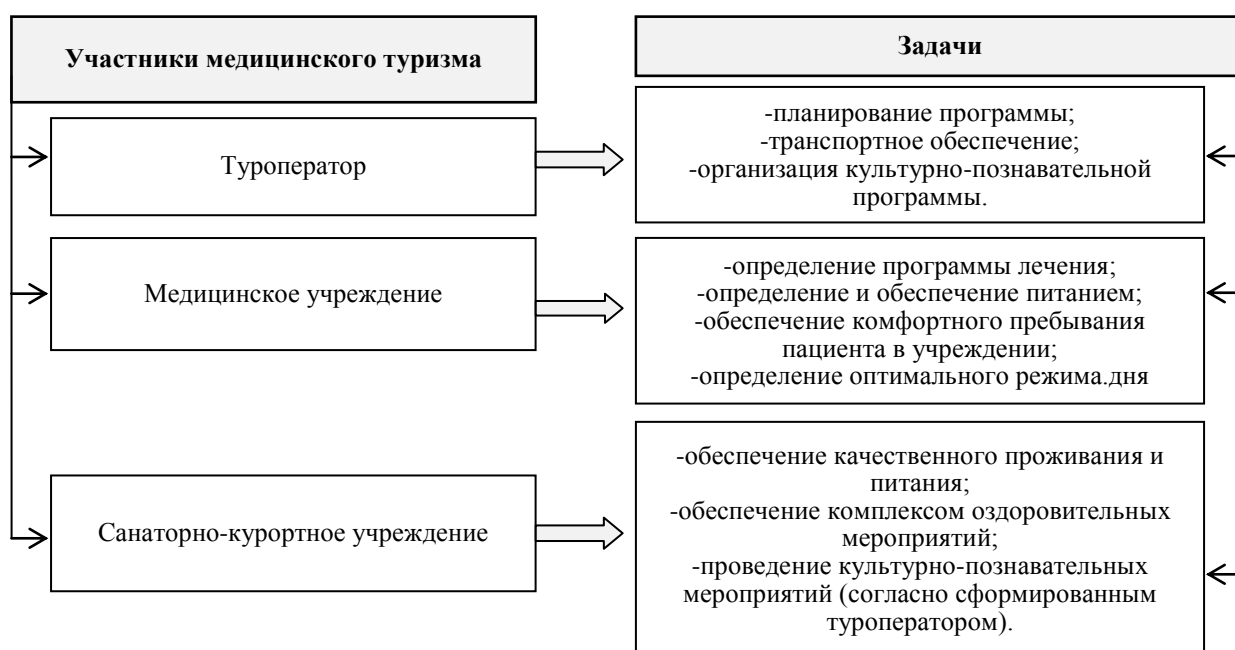 Участники медицинского туризма
Задачи
Туроператор
-планирование программы;
-транспортное обеспечение;
-организация культурно-познавательной
программы.
Медицинское учреждение
-определение программы лечения;
-определение и обеспечение питанием;
-обеспечение комфортного пребывания
пациента в учреждении;
-определение оптимального режима.дня
Санаторно-курортное учреждение
-обеспечение качественного проживания и
питания;
-обеспечение комплексом оздоровительных
мероприятий;
-проведение культурно-познавательных
мероприятий (согласно сформированным
туроператором).